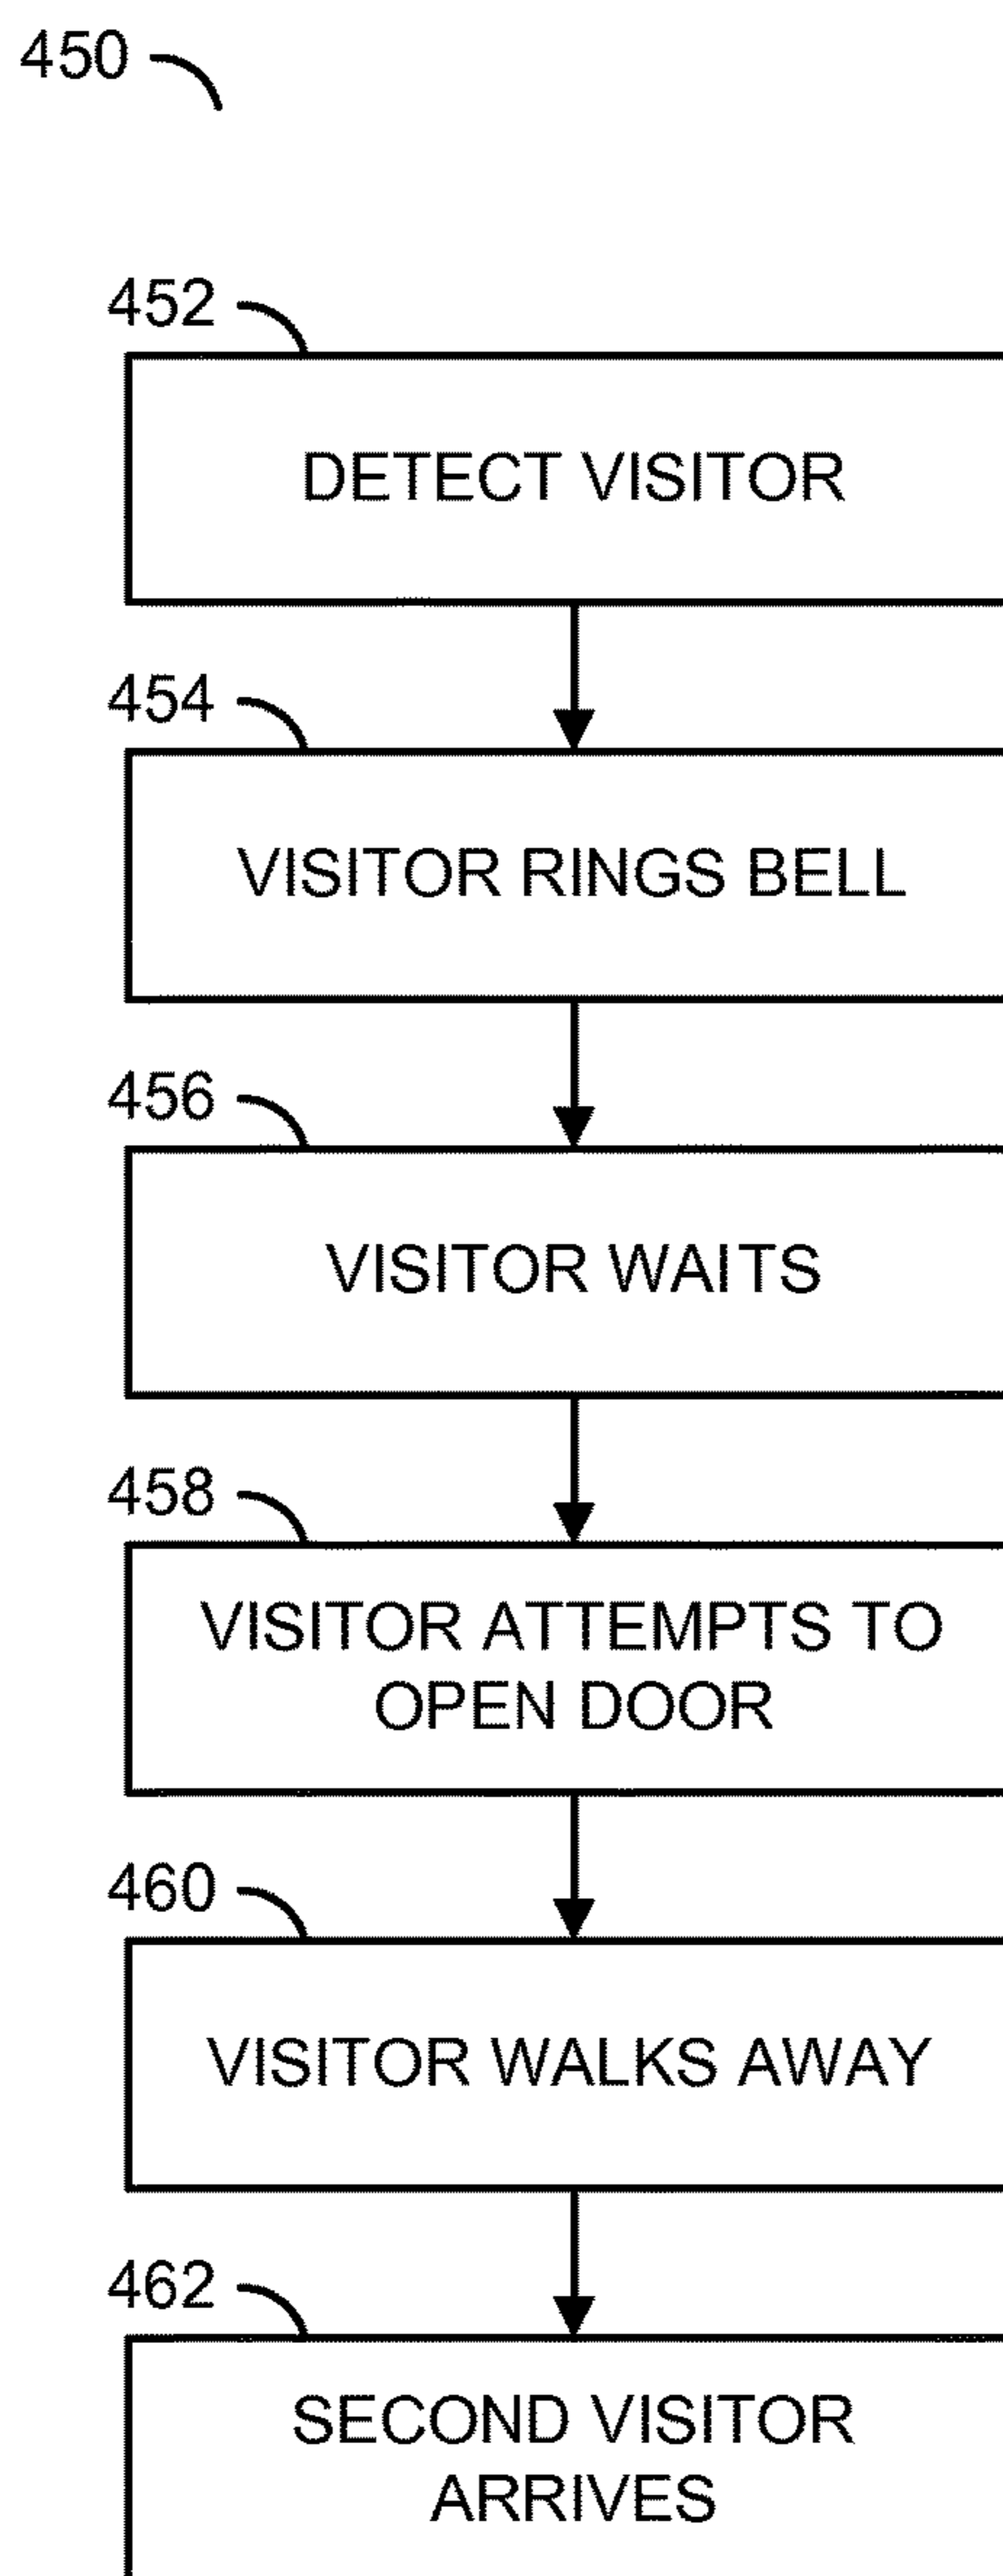 450
452
DETECT VISITOR
454
VISITOR RINGS BELL
456
VISITOR WAITS
458
VISITOR ATTEMPTS TO
OPEN DOOR
460
VISITOR WALKS AWAY
462
SECOND VISITOR
ARRIVES